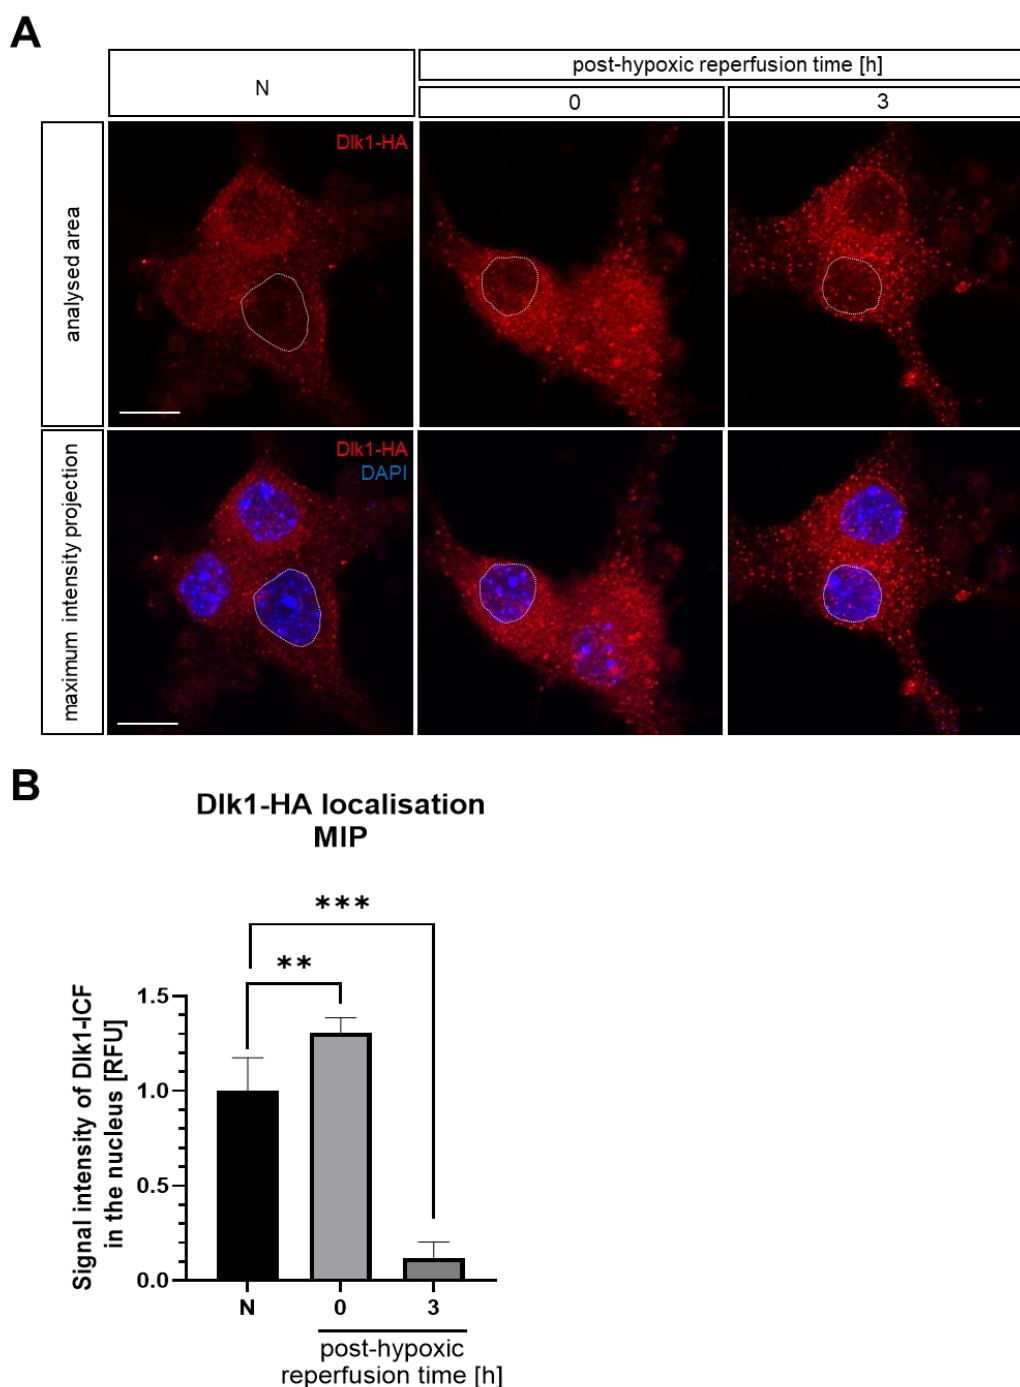 A
N
post-hypoxic reperfusion time [h]
0
3
analysed area
Dlk1-HA
maximum intensity projection
Dlk1-HA
DAPI
B
Dlk1-HA localisation
MIP
***
**
Signal intensity of Dlk1-ICF
in the nucleus [RFU]
1.5
1.0
0.5
0.0
N
0
3
post-hypoxic
reperfusion time [h]